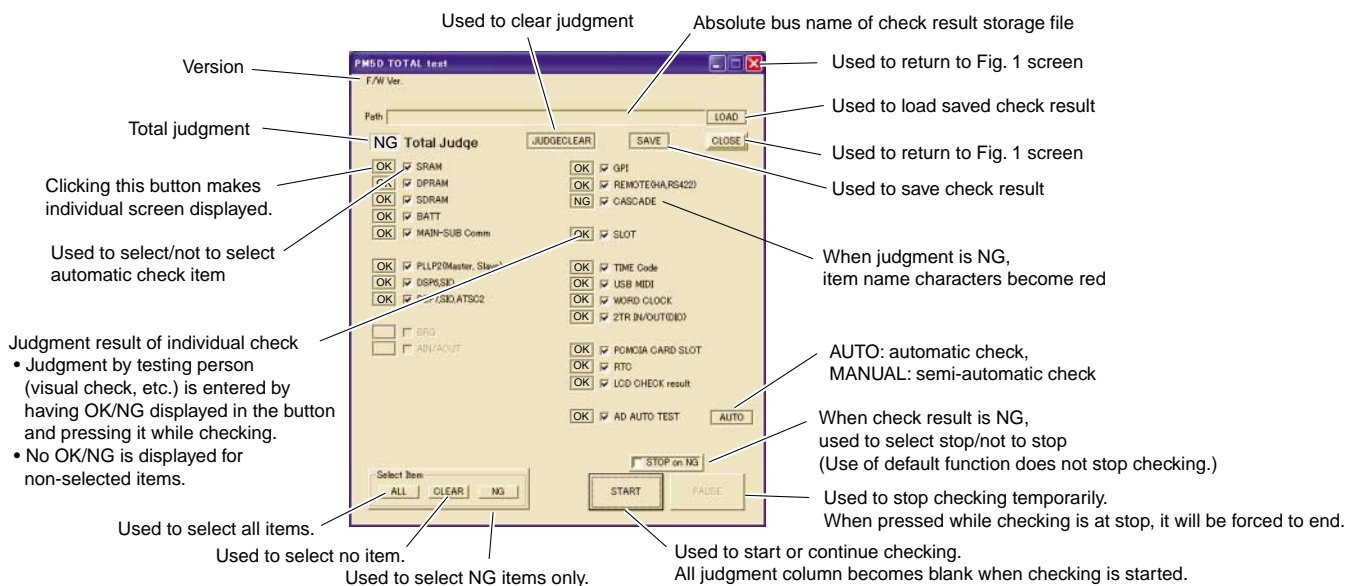 Used to clear judgment
Absolute bus name of check result storage file
Version
PM5D TOTAL test
Used to return to Fig. 1 screen
F/W Ver.
Path
LOAD
Used to load saved check result
Total judgment
NG Total Judge
JUDGECLEAR
SAVE
CLOSE
Used to return to Fig. 1 screen
Used to save check result
Clicking this button makes
individual screen displayed.
Used to select/not to select
automatic check item
OK SRAM
OK DPRAM
OK SDRAM
OK BATT
OK MAIN-SUB Comm
OK PLLP2(Master, Slave)
OK DSP6,SIO
OK DSP7,SIO,ATSC2
BRG
AIN/AOUT
OK GPI
OK REMOTE(HA,RS422)
NG CASCADE
OK SLOT
OK TIME Code
OK USB MIDI
OK WORD CLOCK
OK 2TR IN/OUT(DIO)
OK PCMCIA CARD SLOT
OK RTC
OK LCD CHECK result
OK AD AUTO TEST
AUTO
When judgment is NG,
item name characters become red
Judgment result of individual check
• Judgment by testing person
(visual check, etc.) is entered by
having OK/NG displayed in the button
and pressing it while checking.
• No OK/NG is displayed for
non-selected items.
AUTO: automatic check,
MANUAL: semi-automatic check
When check result is NG,
used to select stop/not to stop
(Use of default function does not stop checking.)
STOP on NG
Select Item
ALL
CLEAR
NG
START
PAUSE
Used to stop checking temporarily.
When pressed while checking is at stop, it will be forced to end.
Used to select all items.
Used to select no item.
Used to select NG items only.
Used to start or continue checking.
All judgment column becomes blank when checking is started.